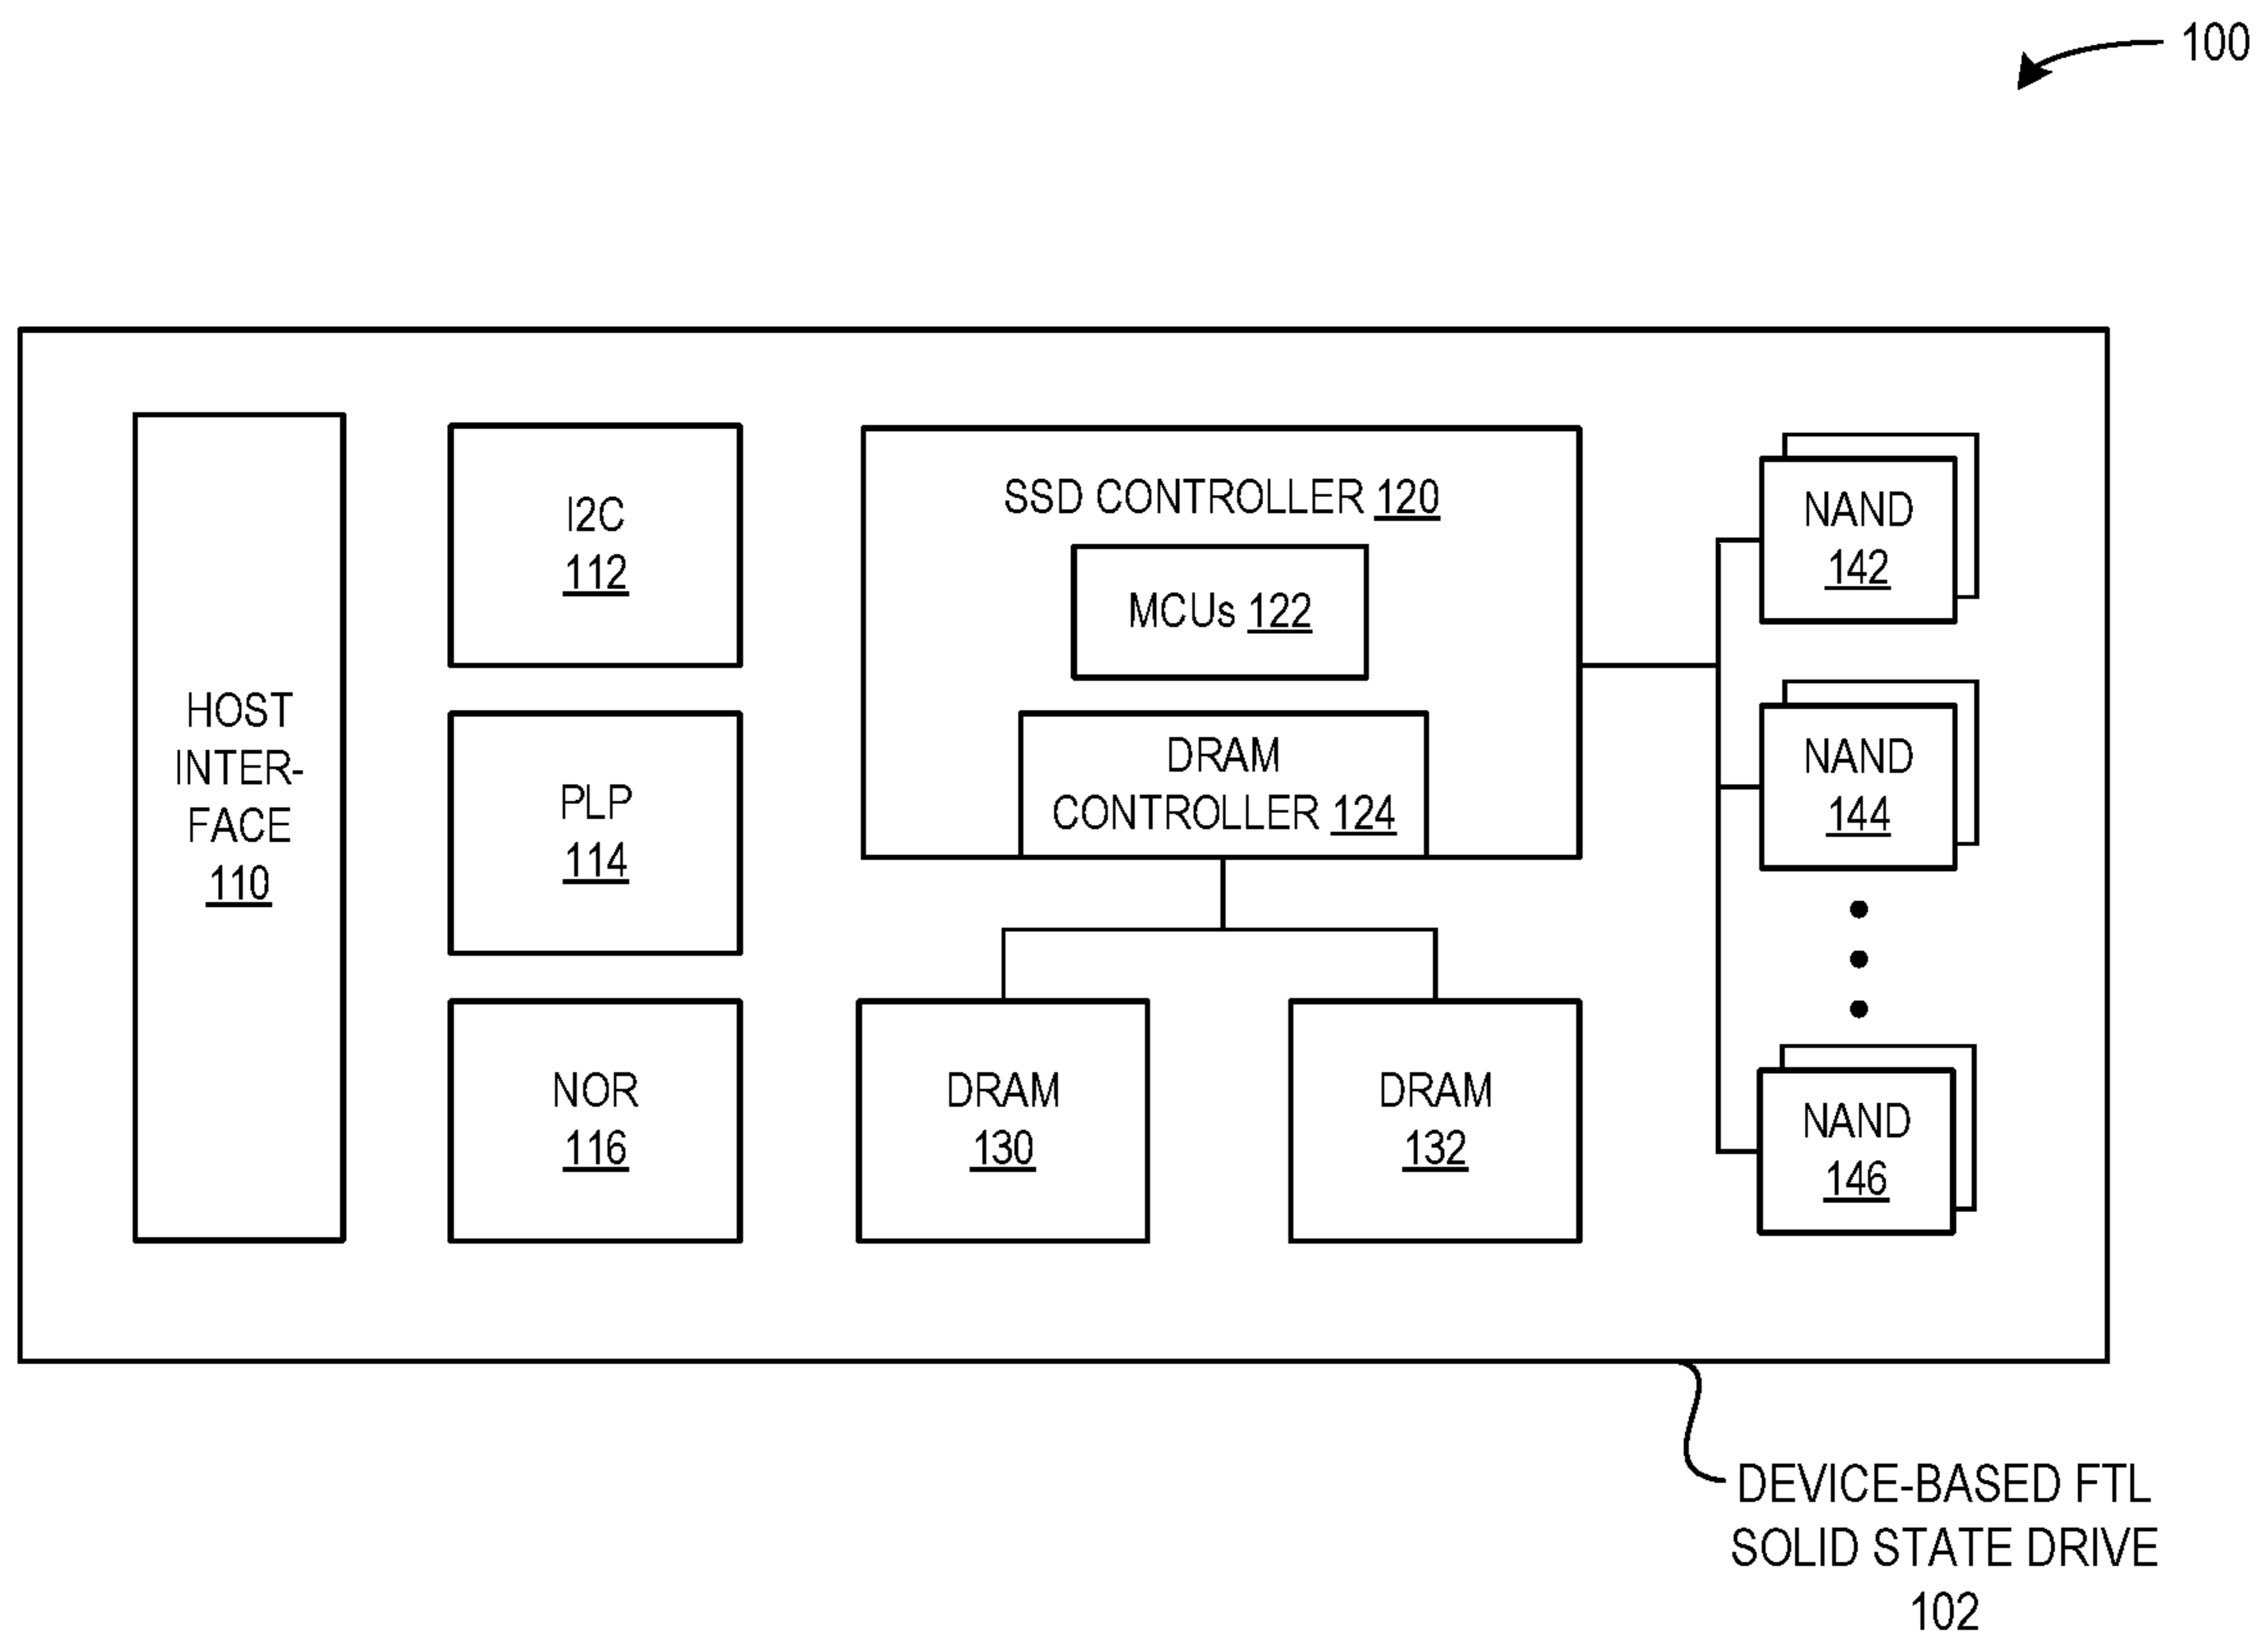 100
HOST
INTER-
FACE
110
I2C
112
PLP
114
NOR
116
SSD CONTROLLER 120
MCUs 122
DRAM
CONTROLLER 124
DRAM
130
DRAM
132
NAND
142
NAND
144
NAND
146
DEVICE-BASED FTL
SOLID STATE DRIVE
102